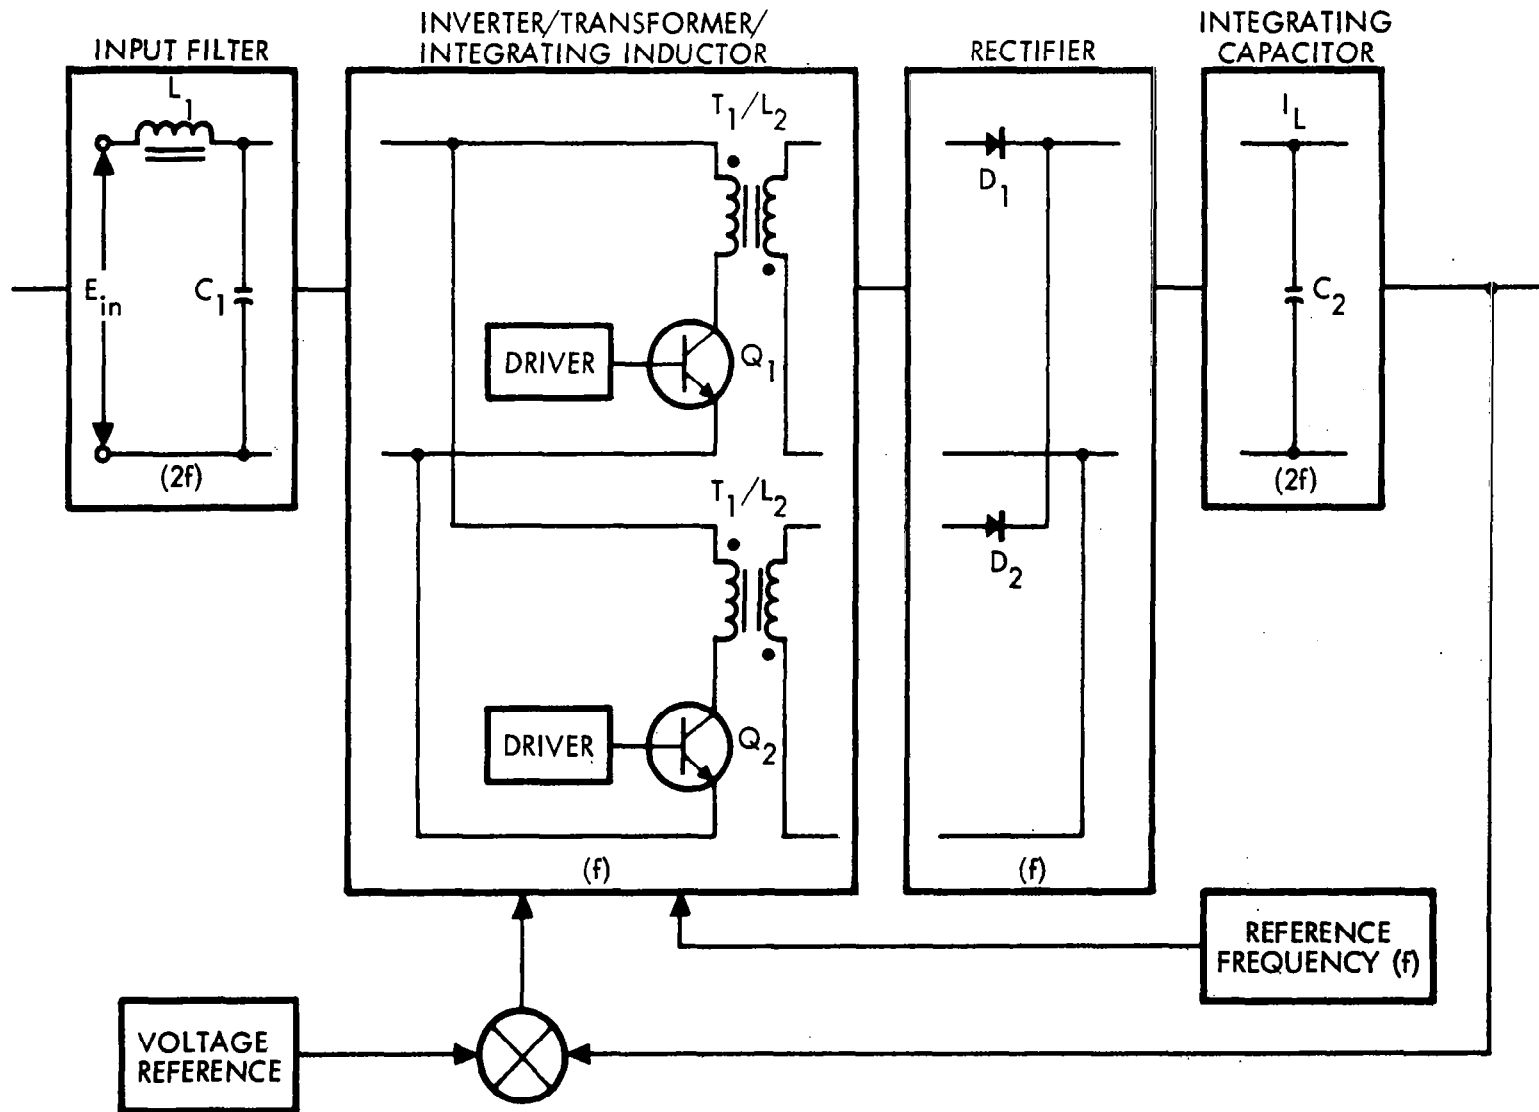 INPUT FILTER
L1
Ein
C1
(2f)
INVERTER/TRANSFORMER/
INTEGRATING INDUCTOR
T1/L2
DRIVER
Q1
T1/L2
DRIVER
Q2
(f)
RECTIFIER
D1
D2
(f)
INTEGRATING
CAPACITOR
IL
C2
(2f)
REFERENCE
FREQUENCY (f)
VOLTAGE
REFERENCE